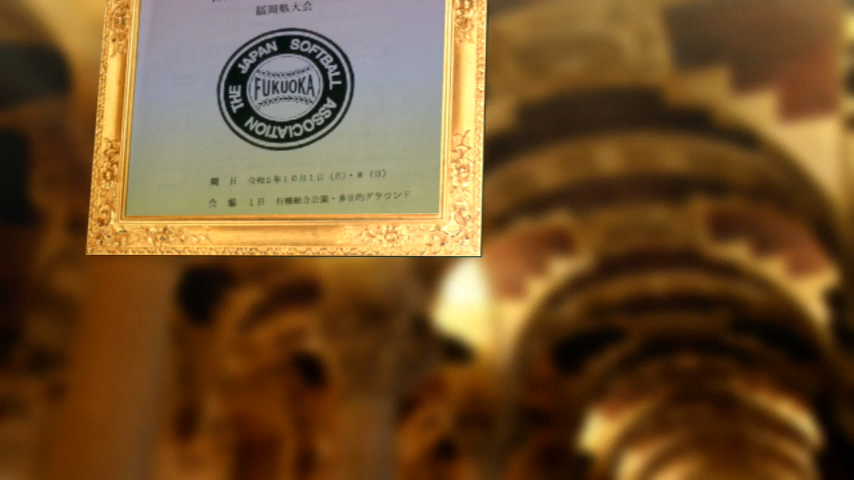 福岡県大会
THE JAPAN SOFTBALL ASSOCIATION
FUKUOKA
期 日 令和5年10月1日(日)・8(日)
会 場 1日 行橋総合公園・多目的グラウンド